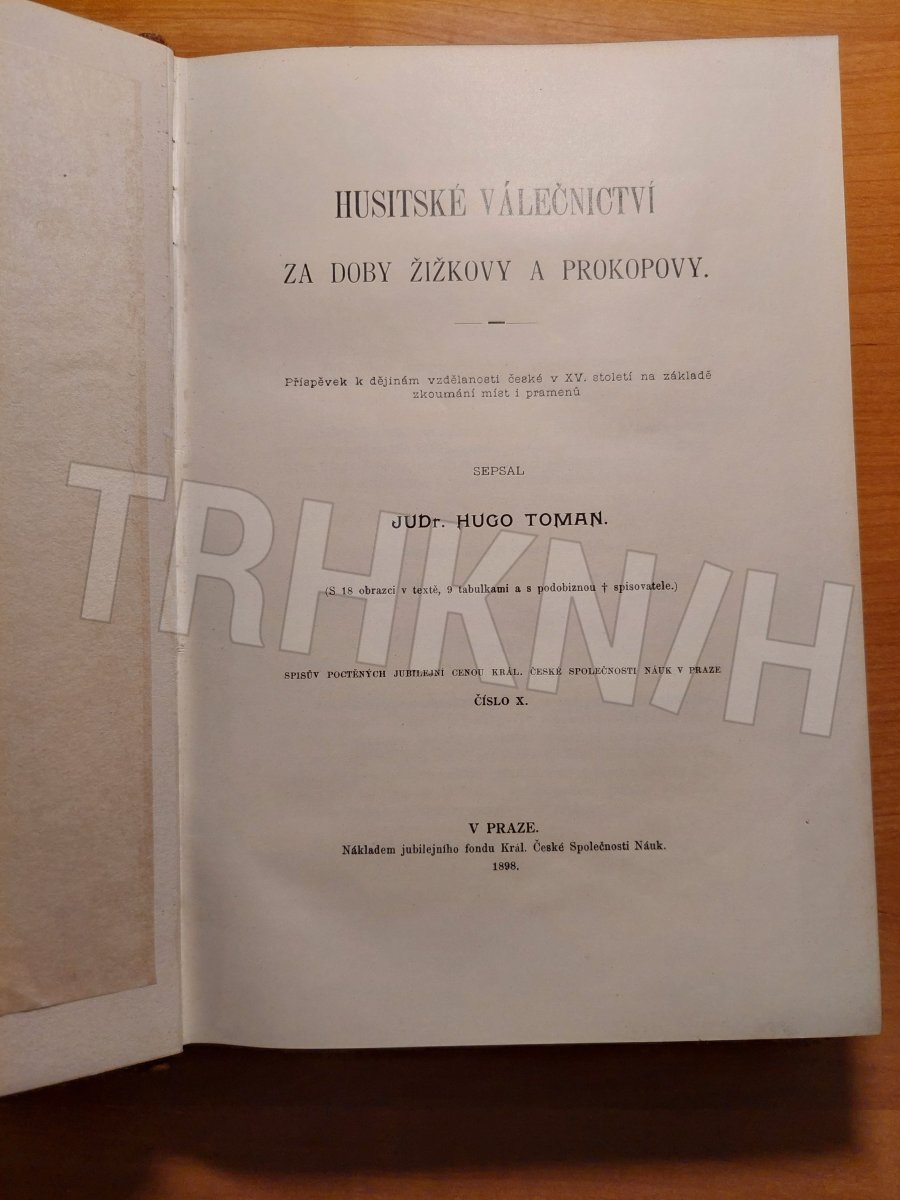 HUSITSKÉ VÁLEČNICTVÍ
ZA DOBY ŽIŽKOVY A PROKOPOVY.
Příspěvek k dějinám vzdělanosti české v XV. století na základě
zkoumání míst i pramenů
SEPSAL
JUDr. HUGO TOMAN.
(S 18 obrazci v textě, 9 tabulkami a s podobiznou † spisovatele.)
SPISŮV POCTĚNÝCH JUBILEJNÍ CENOU KRÁL. ČESKÉ SPOLEČNOSTI NÁUK V PRAZE
ČÍSLO X.
V PRAZE.
Nákladem jubilejního fondu Král. České Společnosti Náuk.
1898.
TRHKN/H